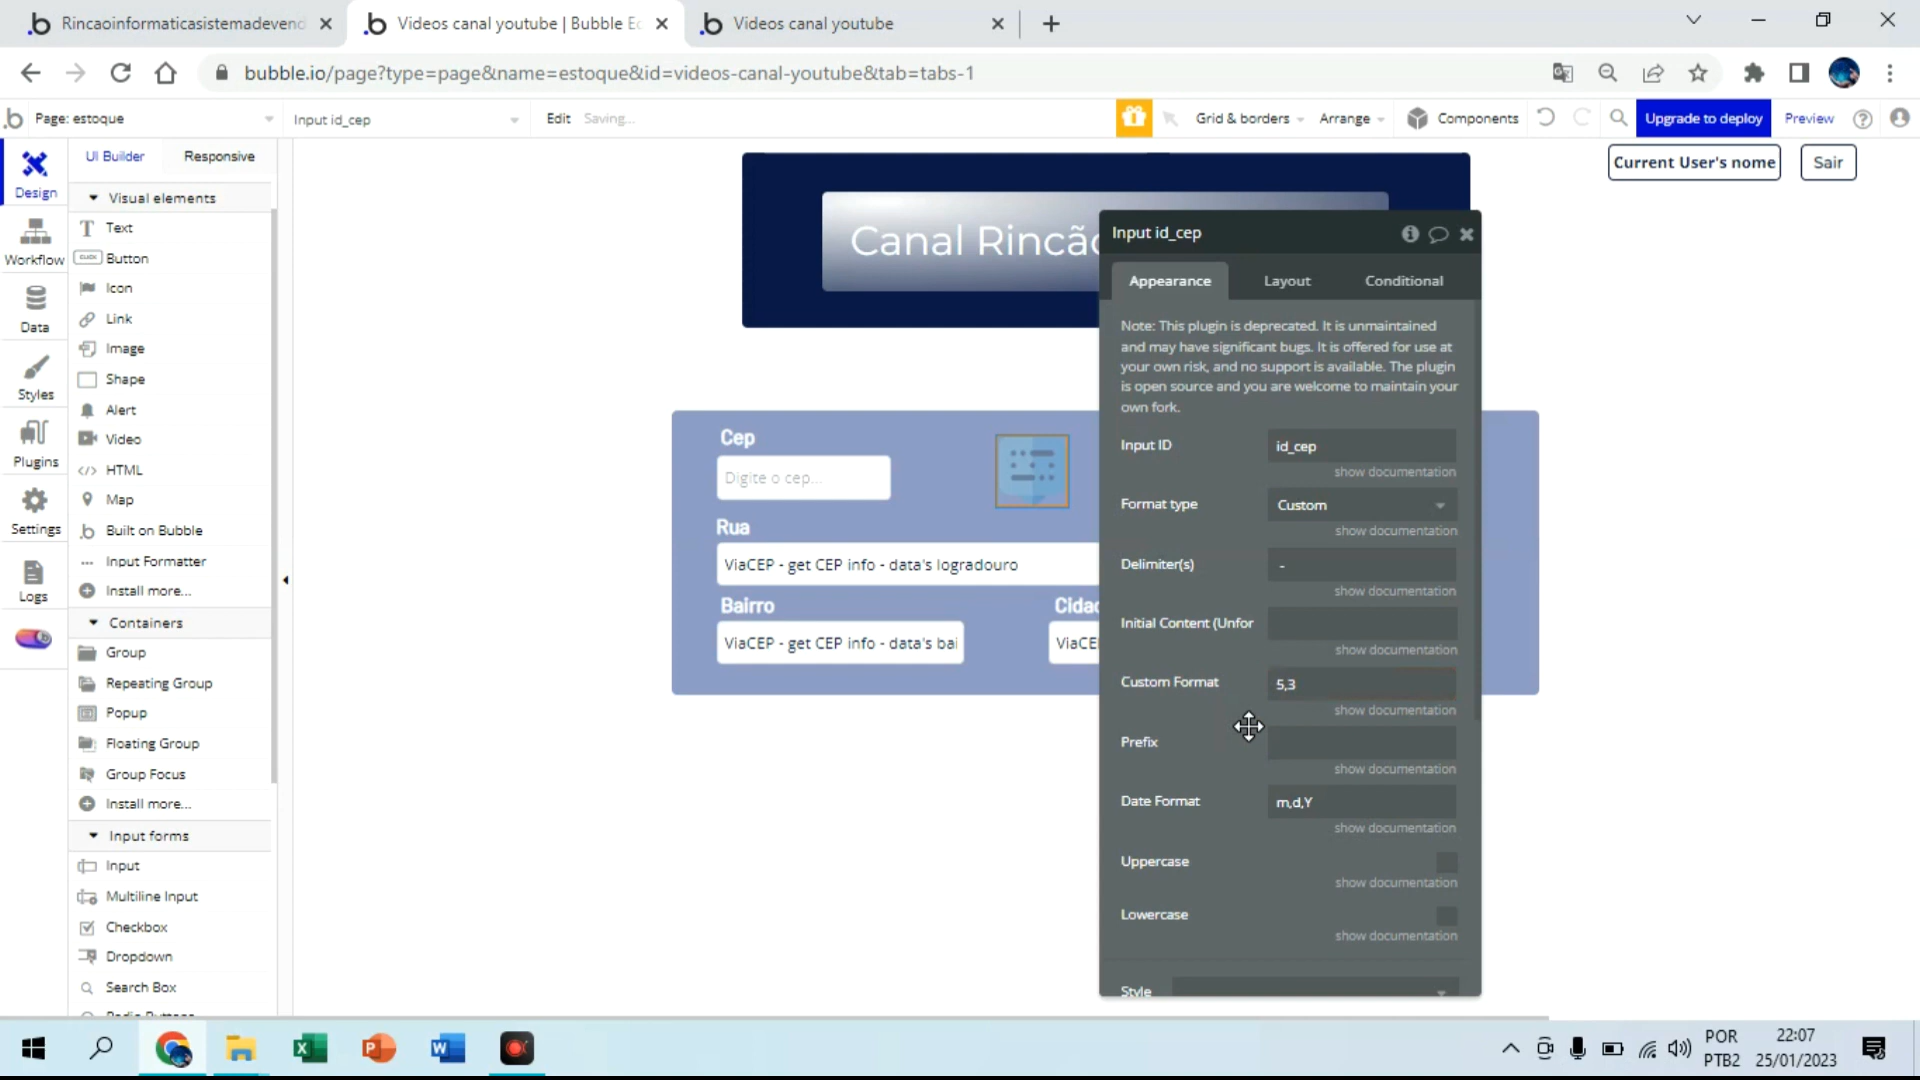 Rincaoinformaticasistemadevend
Videos canal youtube | Bubble Ed
Videos canal youtube
bubble.io/page?type=page&name=estoque&id=videos-canal-youtube&tab=tabs-1
Page: estoque
Input id_cep
Edit
Saving...
Grid & borders
Arrange
Components
Upgrade to deploy
Preview
Design
Workflow
Data
Styles
Plugins
Settings
Logs
UI Builder
Responsive
Visual elements
Text
CLICK
Button
Icon
Link
Image
Shape
Alert
Video
HTML
Map
Built on Bubble
Input Formatter
Install more...
Containers
Group
Repeating Group
Popup
Floating Group
Group Focus
Install more...
Input forms
Input
Multiline Input
Checkbox
Dropdown
Search Box
Current User's nome
Sair
Canal Rincão
Cep
Digite o cep...
Rua
ViaCEP - get CEP info - data's logradouro
Bairro
Cidad
ViaCEP - get CEP info - data's bai
ViaCEP
Input id_cep
Appearance
Layout
Conditional
Note: This plugin is deprecated. It is unmaintained
and may have significant bugs. It is offered for use at
your own risk, and no support is available. The plugin
is open source and you are welcome to maintain your
own fork.
Input ID
id_cep
show documentation
Format type
Custom
show documentation
Delimiter(s)
-
show documentation
Initial Content (Unfor
show documentation
Custom Format
5,3
show documentation
Prefix
show documentation
Date Format
m,d,Y
show documentation
Uppercase
show documentation
Lowercase
show documentation
Style
POR
PTB2
22:07
25/01/2023